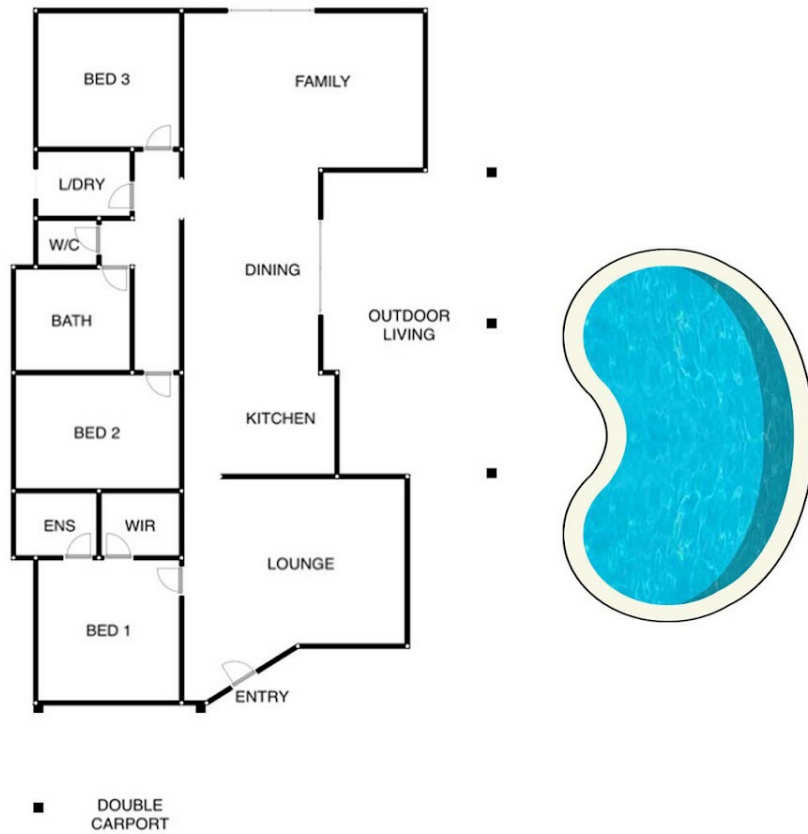 BED 3
FAMILY
L/DRY
W/C
DINING
BATH
OUTDOOR
LIVING
KITCHEN
BED 2
ENS
WIR
LOUNGE
BED 1
ENTRY
DOUBLE
CARPORT